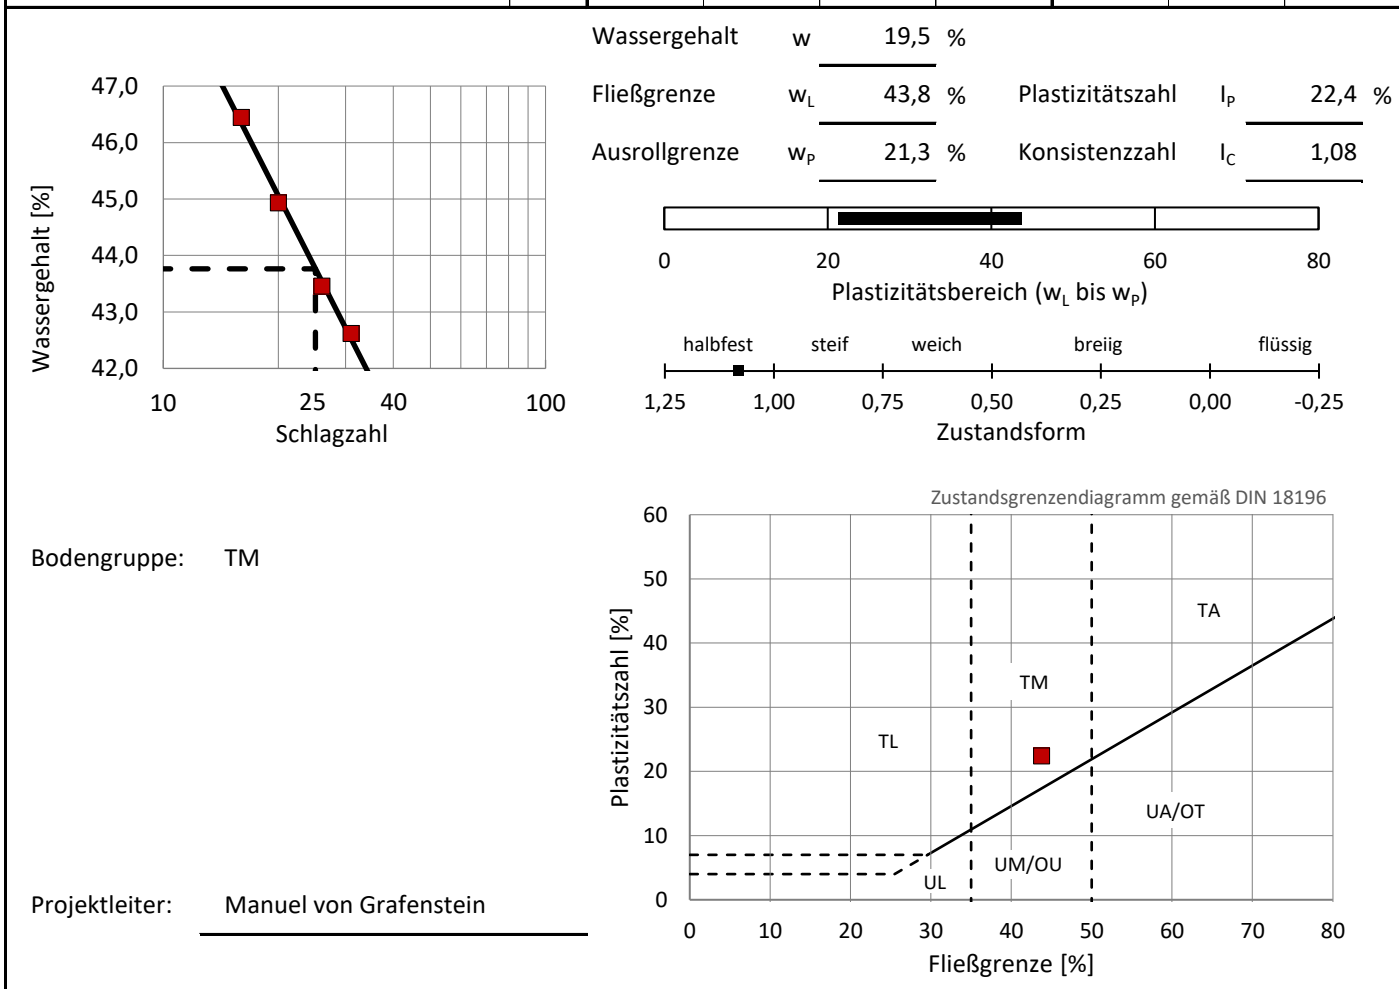 Wassergehalt w 19,5 %
Fließgrenze wL 43,8 % Plastizitätszahl IP 22,4 %
Ausrollgrenze wP 21,3 % Konsistenzzahl IC 1,08
47,0
46,0
45,0
44,0
43,0
42,0
Wassergehalt [%]
10 25 40 100
Schlagzahl
0 20 40 60 80
Plastizitätsbereich (wL bis wP)
halbfest steif weich breiig flüssig
1,25 1,00 0,75 0,50 0,25 0,00 -0,25
Zustandsform
Bodengruppe: TM
Zustandsgrenzendiagramm gemäß DIN 18196
60
50
40
30
20
10
0
Plastizitätszahl [%]
TA
TM
TL
UA/OT
UM/OU
UL
0 10 20 30 40 50 60 70 80
Fließgrenze [%]
Projektleiter: Manuel von Grafenstein